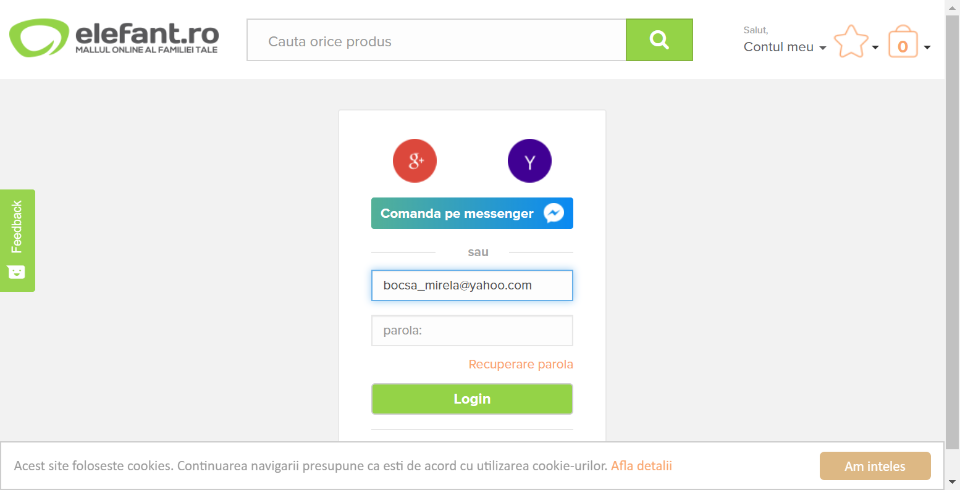 elefant.ro
MALLUL ONLINE AL FAMILIEI TALE
Cauta orice produs
Salut,
Contul meu
0
Feedback
g+
Y
Comanda pe messenger
sau
bocsa_mirela@yahoo.com
parola:
Recuperare parola
Login
Acest site foloseste cookies. Continuarea navigarii presupune ca esti de acord cu utilizarea cookie-urilor. Afla detalii
Am inteles